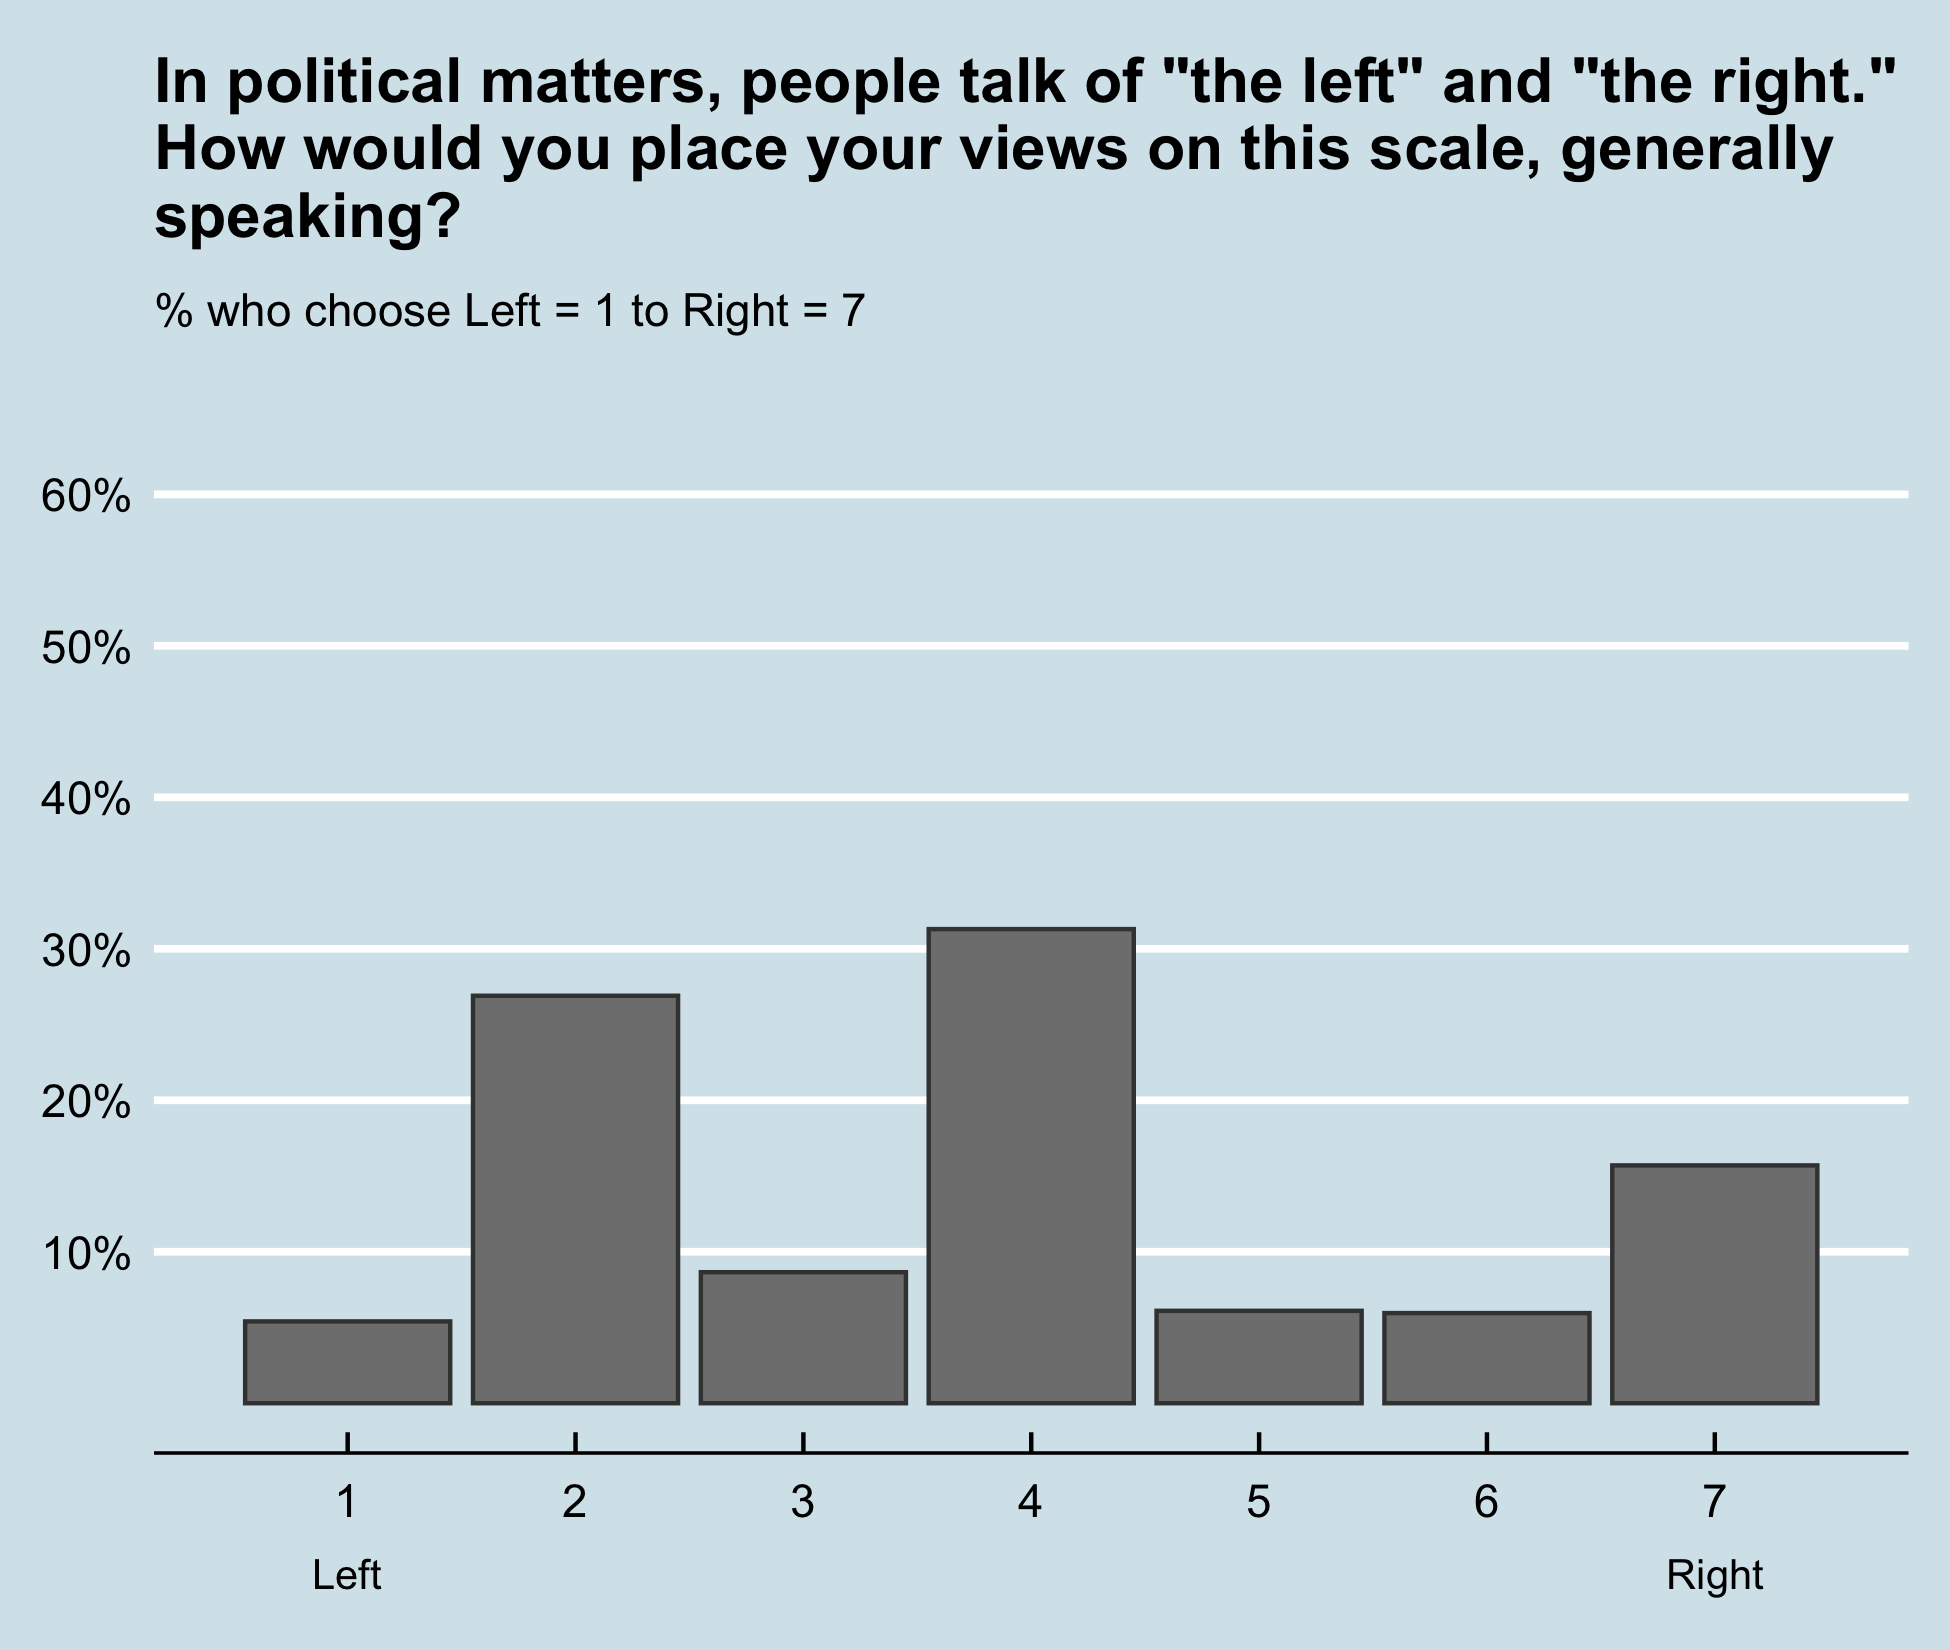 In political matters, people talk of "the left" and "the right."
How would you place your views on this scale, generally
speaking?
% who choose Left = 1 to Right = 7
60%
50%
40%
30%
20%
10%
1 2 3 4 5 6 7
Left Right